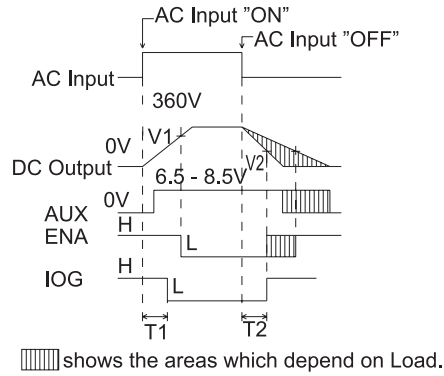 AC Input "ON"
AC Input "OFF"
AC Input
360V
0V
V1
V2
DC Output
6.5 - 8.5V
0V
AUX
H
ENA
L
H
IOG
L
T1
T2
shows the areas which depend on Load.